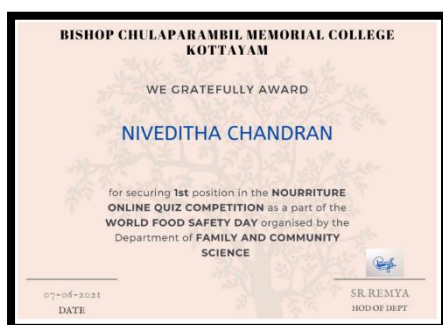 BISHOP CHULAPARAMBIL MEMORIAL COLLEGE
KOTTAYAM
WE GRATEFULLY AWARD
NIVEDITHA CHANDRAN
for securing 1st position in the NOURRITURE
ONLINE QUIZ COMPETITION as a part of the
WORLD FOOD SAFETY DAY organised by the
Department of FAMILY AND COMMUNITY
SCIENCE
07-06-2021
DATE
SR.REMYA
HOD OF DEPT